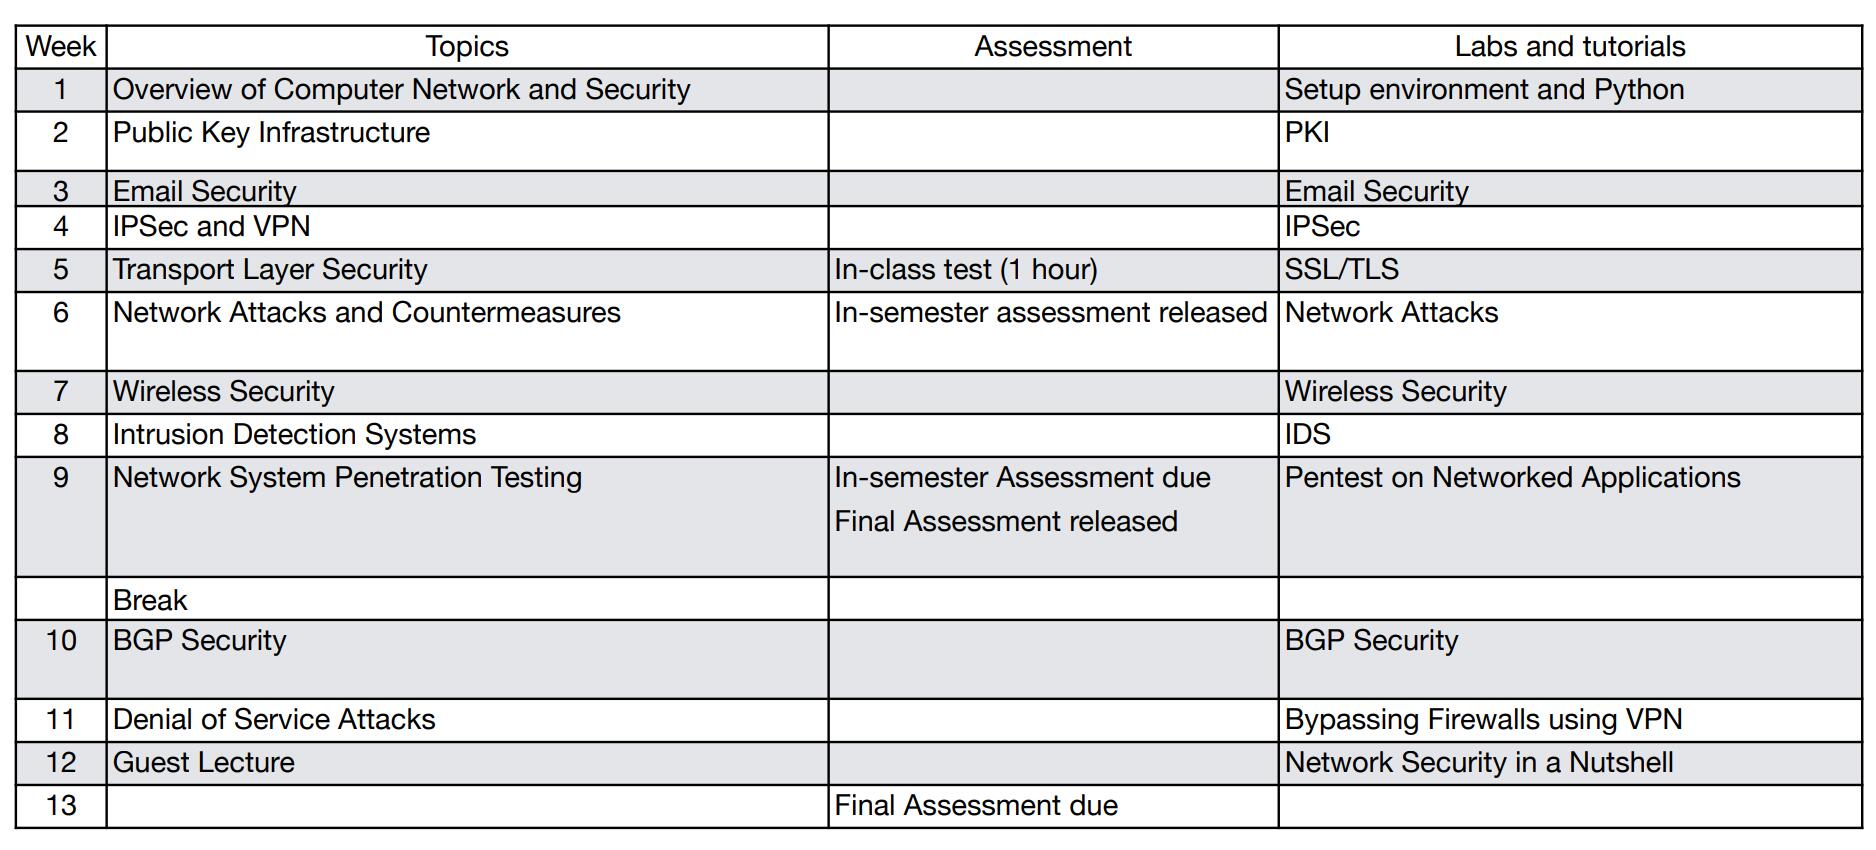 Week Topics Assessment Labs and tutorials
1 Overview of Computer Network and Security Setup environment and Python
2 Public Key Infrastructure PKI
3 Email Security Email Security
4 IPSec and VPN IPSec
5 Transport Layer Security In-class test (1 hour) SSL/TLS
6 Network Attacks and Countermeasures In-semester assessment released Network Attacks
7 Wireless Security Wireless Security
8 Intrusion Detection Systems IDS
9 Network System Penetration Testing In-semester Assessment due Pentest on Networked Applications
Final Assessment released
Break
10 BGP Security BGP Security
11 Denial of Service Attacks Bypassing Firewalls using VPN
12 Guest Lecture Network Security in a Nutshell
13 Final Assessment due